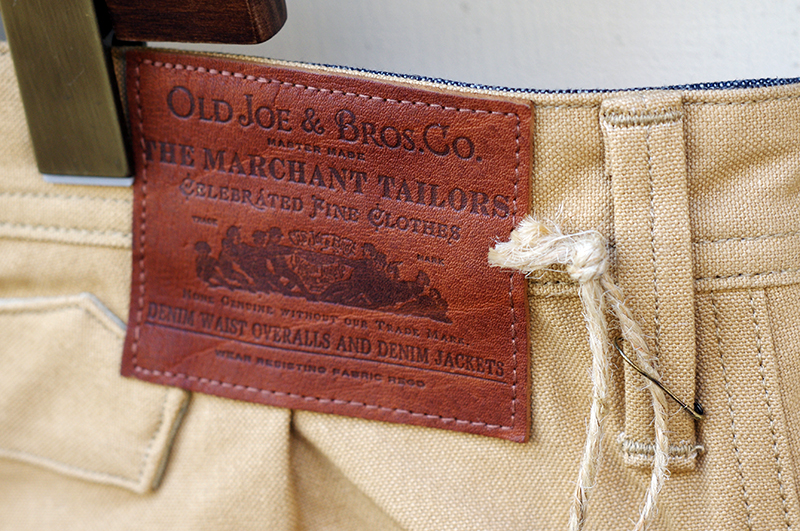 OLD JOE & BROS. CO.
MASTER MADE
THE MARCHANT TAILORS
CELEBRATED FINE CLOTHES
TRADE MARK
NONE GENUINE WITHOUT OUR TRADE MARK.
DENIM WAIST OVERALLS AND DENIM JACKETS
WEAR RESISTING FABRIC REGD